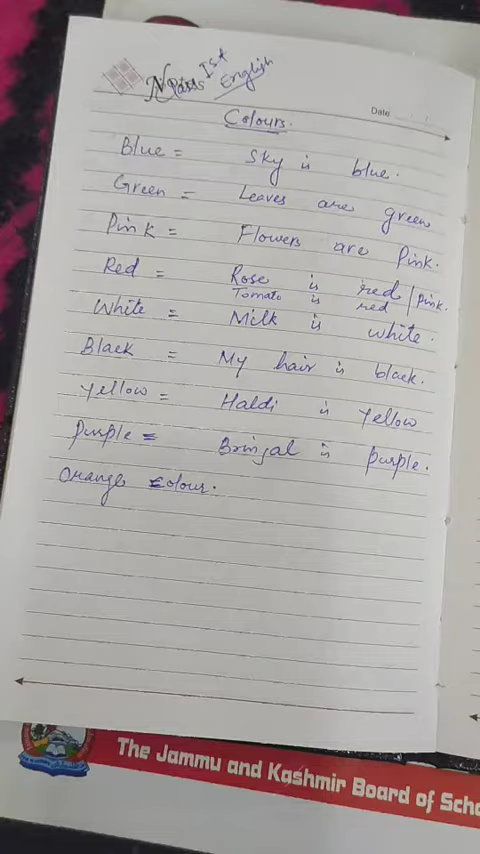 Ist
English
Date
Colours.
Blue = Sky is blue.
Green = Leaves are green
Pink = Flowers are Pink.
Red = Rose is red / Pink.
Tomato is red
White = Milk is white.
Black = My hair is black.
Yellow = Haldi is Yellow
Purple = Brinjal is purple.
Orange colour.
The Jammu and Kashmir Board of Scho